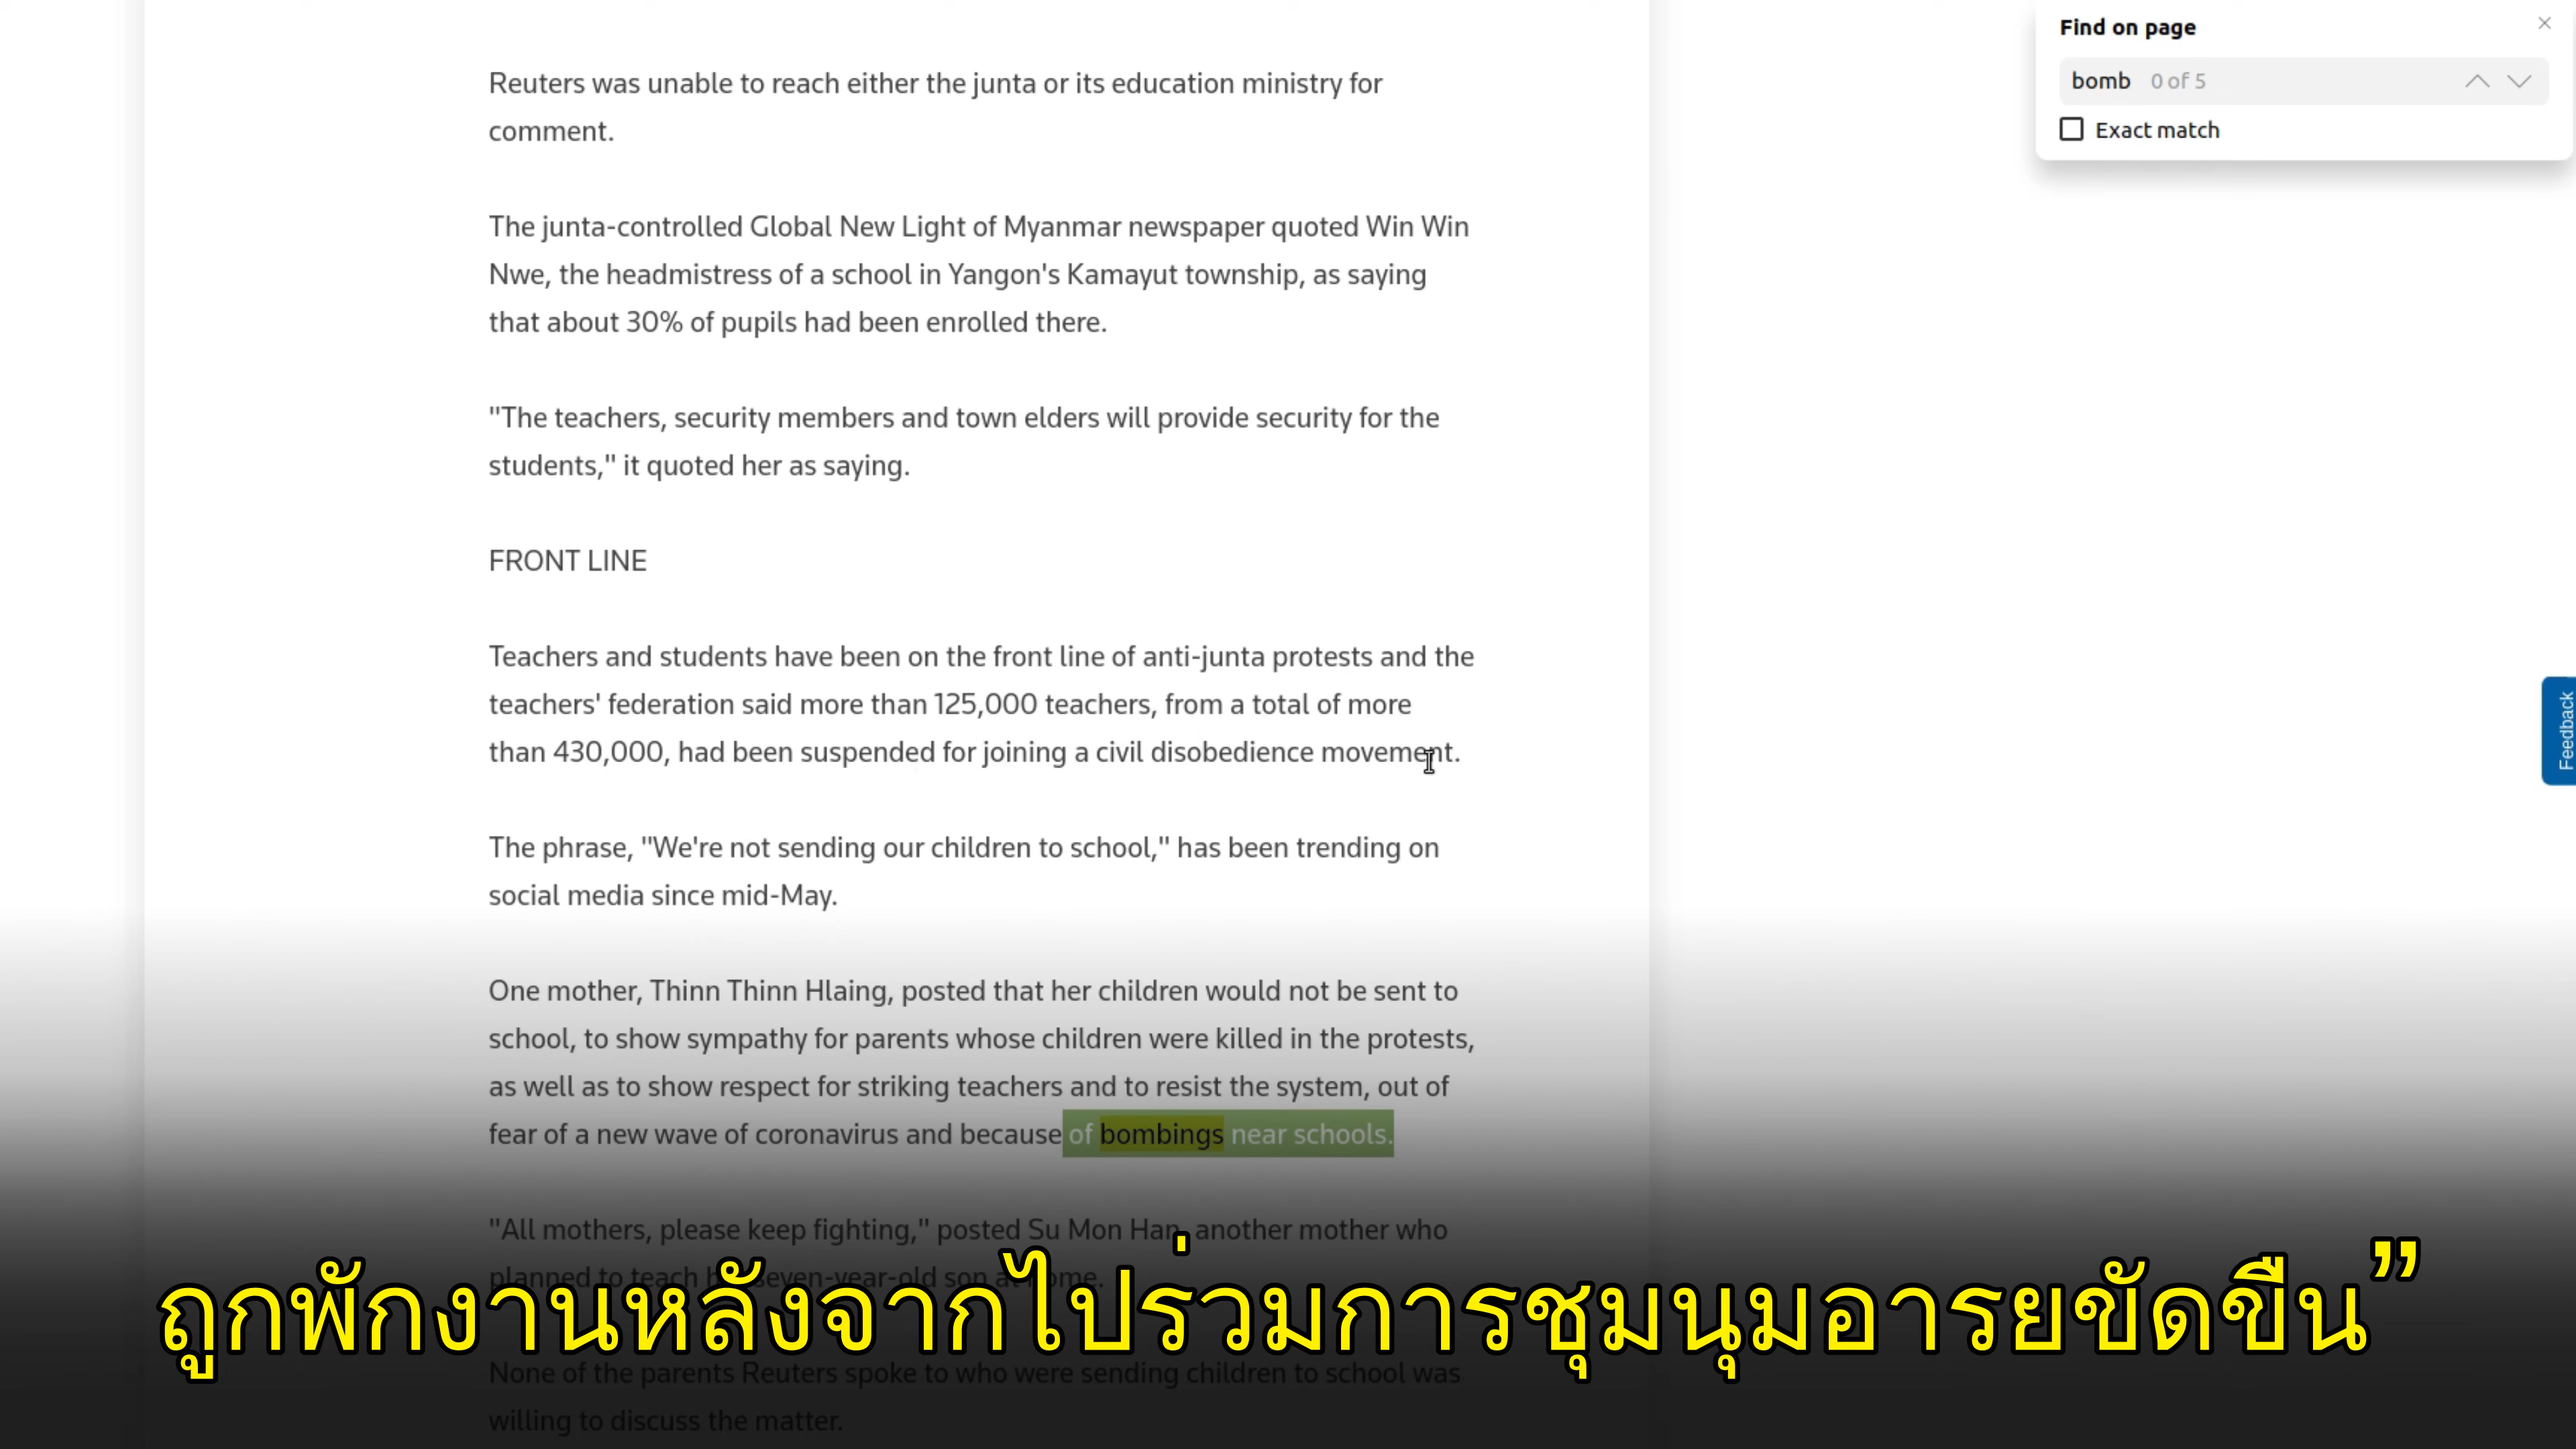 Find on page
bomb 0 of 5
Exact match
Reuters was unable to reach either the junta or its education ministry for
comment.
The junta-controlled Global New Light of Myanmar newspaper quoted Win Win
Nwe, the headmistress of a school in Yangon's Kamayut township, as saying
that about 30% of pupils had been enrolled there.
"The teachers, security members and town elders will provide security for the
students," it quoted her as saying.
FRONT LINE
Teachers and students have been on the front line of anti-junta protests and the
teachers' federation said more than 125,000 teachers, from a total of more
than 430,000, had been suspended for joining a civil disobedience movement.
Feedback
The phrase, "We're not sending our children to school," has been trending on
social media since mid-May.
One mother, Thinn Thinn Hlaing, posted that her children would not be sent to
school, to show sympathy for parents whose children were killed in the protests,
as well as to show respect for striking teachers and to resist the system, out of
fear of a new wave of coronavirus and because of bombings near schools.
"All mothers, please keep fighting," posted Su Mon Han, another mother who
planned to teach her seven-year-old son at home.
ถูกพักงานหลังจากไปร่วมการชุมนุมอารยขัดขืน”
None of the parents Reuters spoke to who were sending children to school was
willing to discuss the matter.